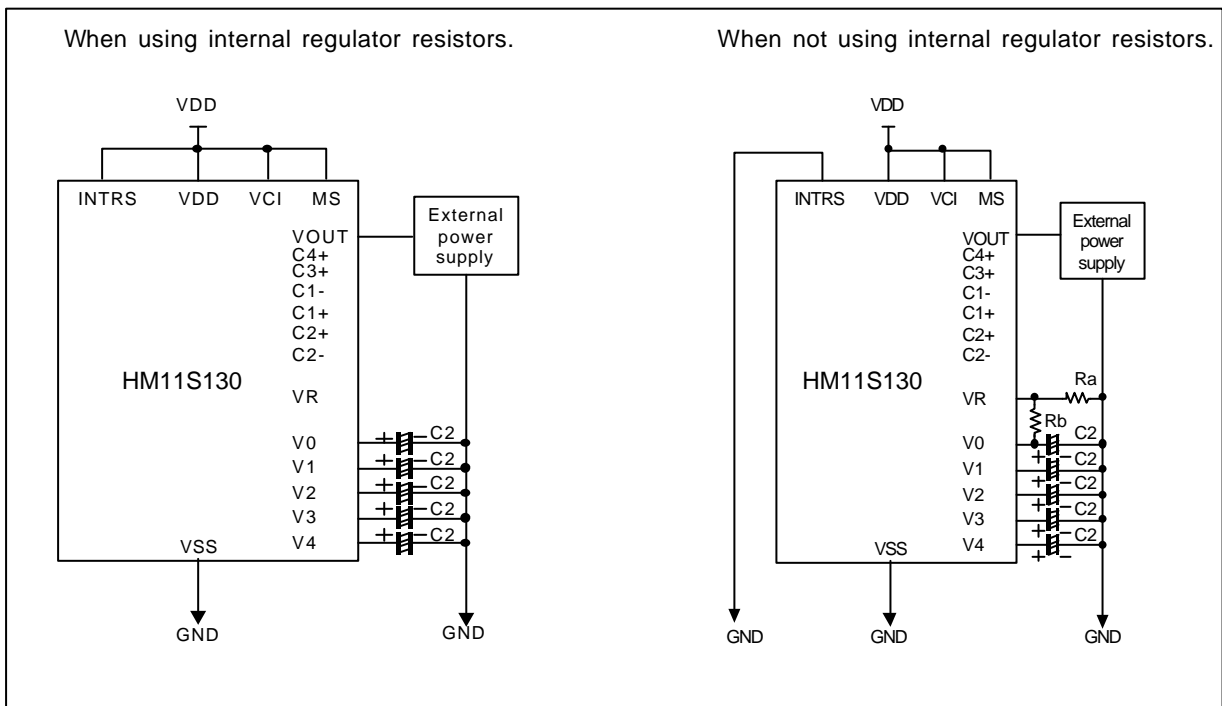 When using internal regulator resistors.
VDD
INTRS VDD VCI MS
VOUT
C4+
C3+
C1-
C1+
C2+
C2-
External
power
supply
HM11S130
VR
V0 + - C2
V1 + - C2
V2 + - C2
V3 + - C2
V4 + - C2
VSS
GND GND
When not using internal regulator resistors.
VDD
INTRS VDD VCI MS
VOUT
C4+
C3+
C1-
C1+
C2+
C2-
External
power
supply
HM11S130
VR Ra
Rb
V0 C2
+ -
V1 C2
+ -
V2 C2
+ -
V3 C2
+ -
V4 C2
+ -
VSS
GND GND GND